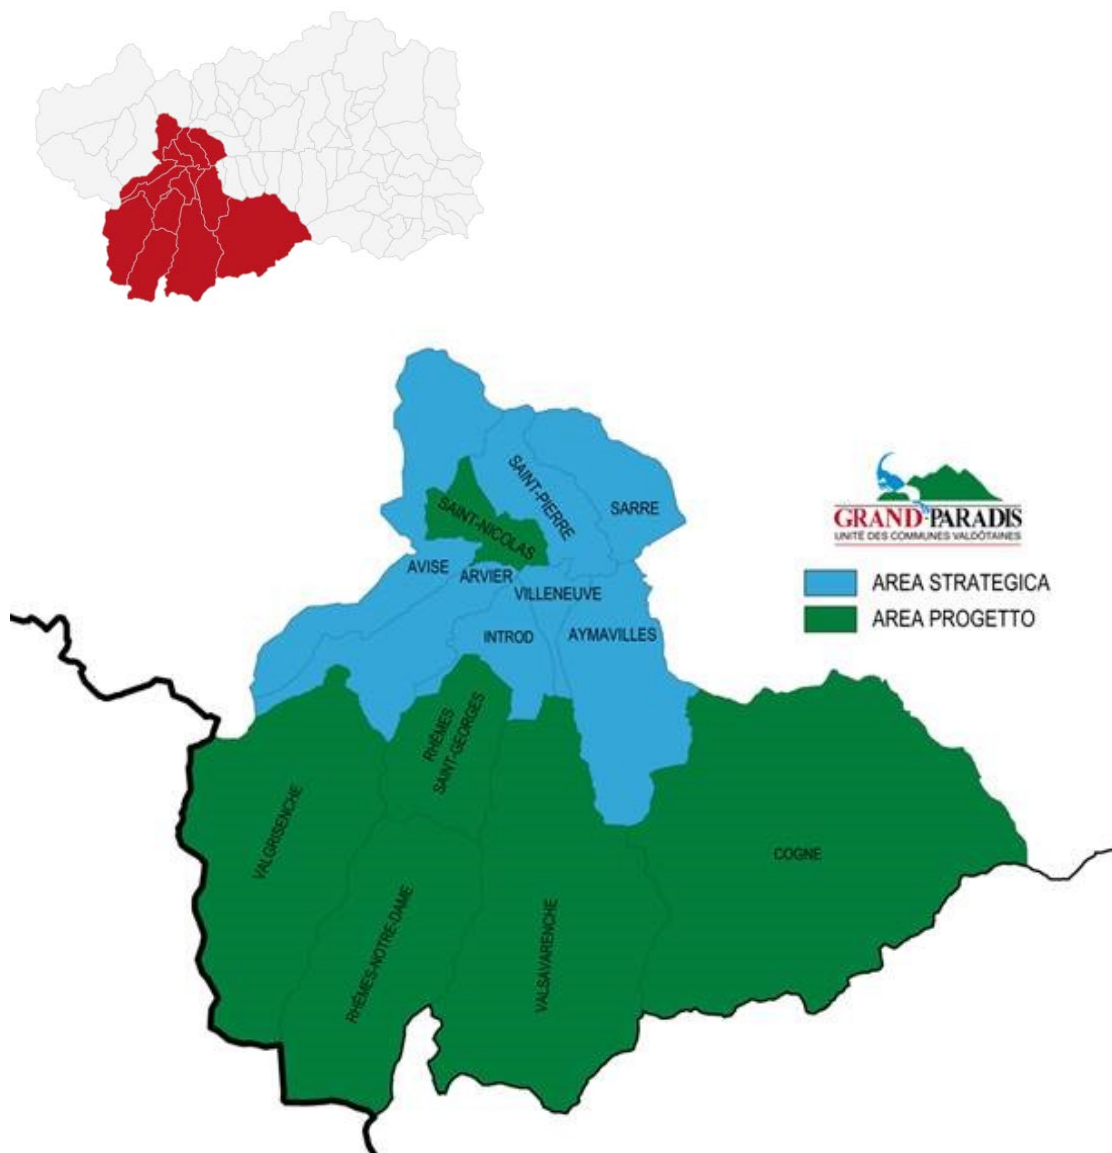 SAINT-PIERRE
SARRE
SAINT-NICOLAS
AVISE
ARVIER
VILLENEUVE
INTROD
AYMAVILLES
GRAND-PARADIS
UNITÉ DES COMMUNES VALDÔTAINES
AREA STRATEGICA
AREA PROGETTO
RHÊMES
SAINT-GEORGES
VALGRISENCHE
RHÊMES-NOTRE-DAME
VALSAVARENCHE
COGNE